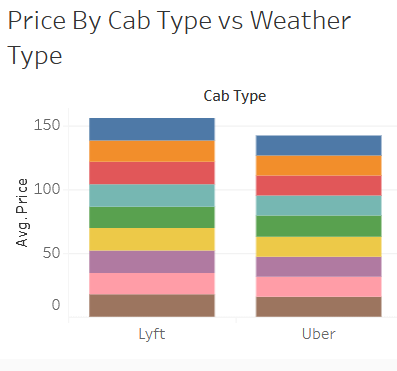 Price By Cab Type vs Weather
Type
Cab Type
Avg. Price
150
100
50
0
Lyft
Uber